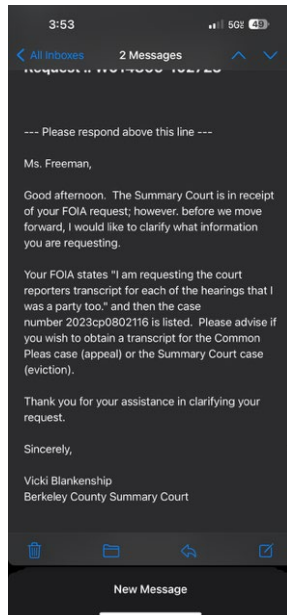 3:53
5G 49
All Inboxes
2 Messages
--- Please respond above this line ---
Ms. Freeman,
Good afternoon. The Summary Court is in receipt
of your FOIA request; however. before we move
forward, I would like to clarify what information
you are requesting.
Your FOIA states "I am requesting the court
reporters transcript for each of the hearings that I
was a party too." and then the case
number 2023cp0802116 is listed. Please advise if
you wish to obtain a transcript for the Common
Pleas case (appeal) or the Summary Court case
(eviction).
Thank you for your assistance in clarifying your
request.
Sincerely,
Vicki Blankenship
Berkeley County Summary Court
New Message